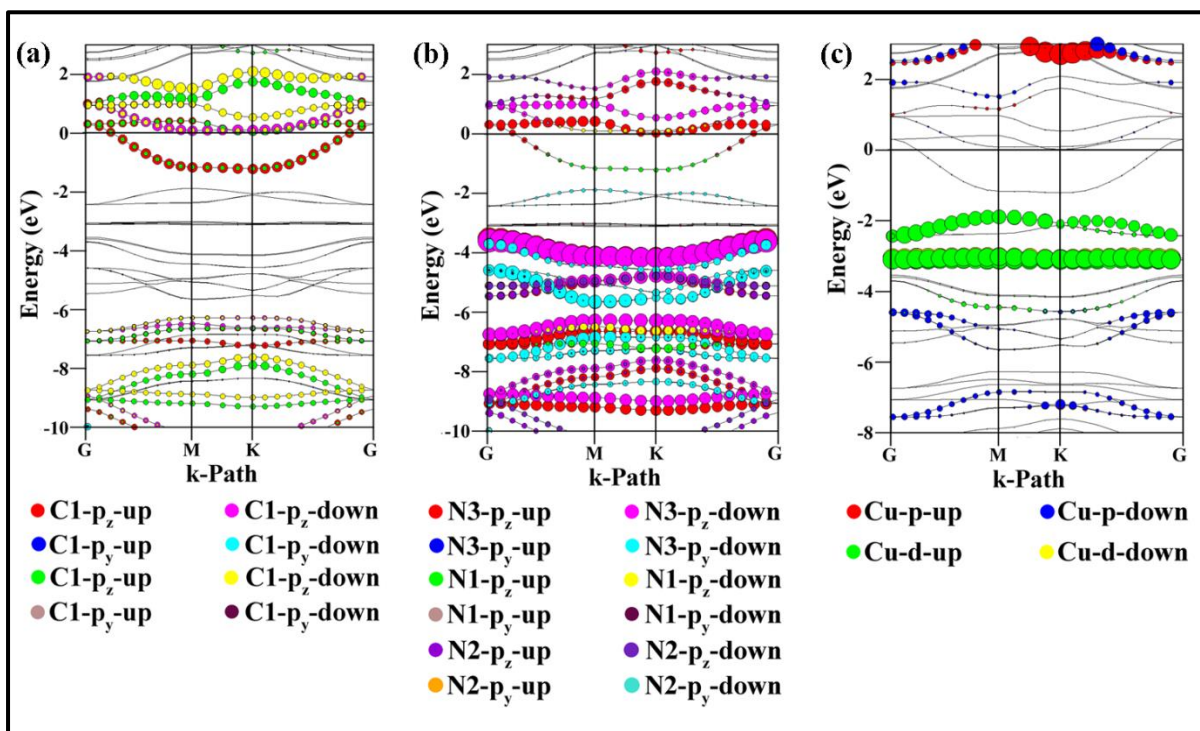 (a)
Energy (eV)
2
0
-2
-4
-6
-8
-10
G M K G
k-Path
C1-pz-up C1-pz-down
C1-py-up C1-py-down
C1-pz-up C1-pz-down
C1-py-up C1-py-down
(b)
Energy (eV)
2
0
-2
-4
-6
-8
-10
G M K G
k-Path
N3-pz-up N3-pz-down
N3-py-up N3-py-down
N1-pz-up N1-pz-down
N1-py-up N1-py-down
N2-pz-up N2-pz-down
N2-py-up N2-py-down
(c)
Energy (eV)
2
0
-2
-4
-6
-8
G M K G
k-Path
Cu-p-up Cu-p-down
Cu-d-up Cu-d-down